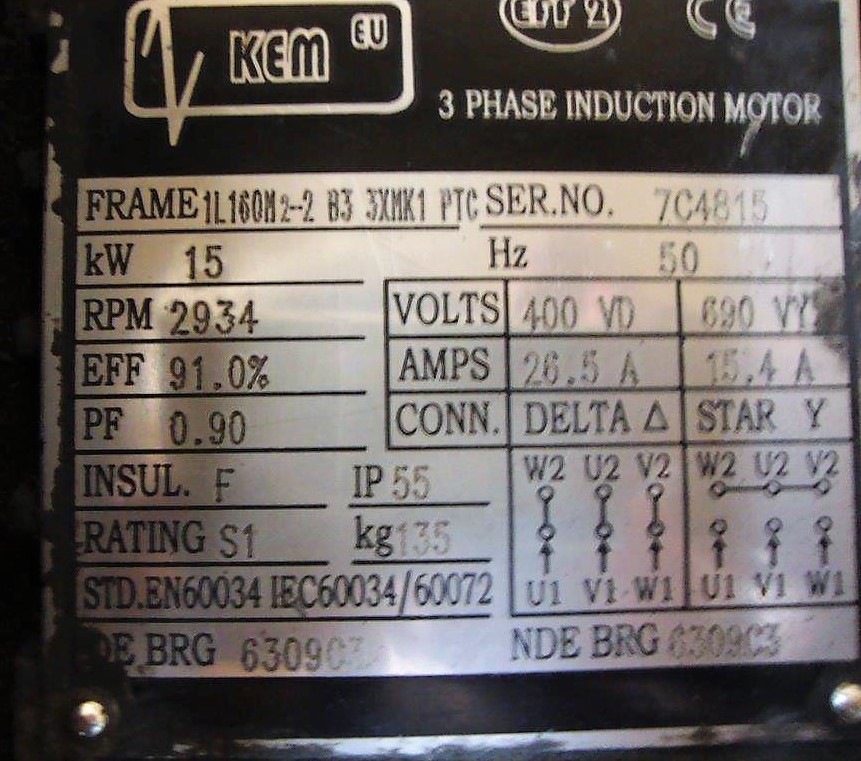 KEM EU
EFF 2 CE
3 PHASE INDUCTION MOTOR
FRAME 1L160M2-2 B3 3XMK1 PTC SER.NO. 7C4815
kW 15 Hz 50
RPM 2934 VOLTS 400 VD 690 VY
EFF 91.0% AMPS 26.5 A 15.4 A
PF 0.90 CONN. DELTA Δ STAR Y
INSUL. F IP 55 W2 U2 V2 W2 U2 V2
RATING S1 kg 135
STD.EN60034 IEC60034/60072 U1 V1 W1 U1 V1 W1
DE BRG 6309C3 NDE BRG 6309C3